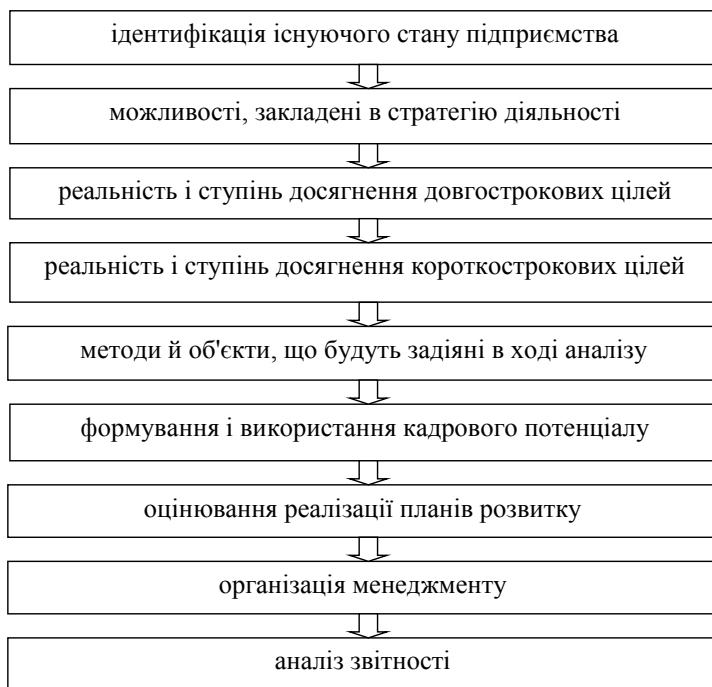 ідентифікація існуючого стану підприємства
можливості, закладені в стратегію діяльності
реальність і ступінь досягнення довгострокових цілей
реальність і ступінь досягнення короткострокових цілей
методи й об'єкти, що будуть задіяні в ході аналізу
формування і використання кадрового потенціалу
оцінювання реалізації планів розвитку
організація менеджменту
аналіз звітності